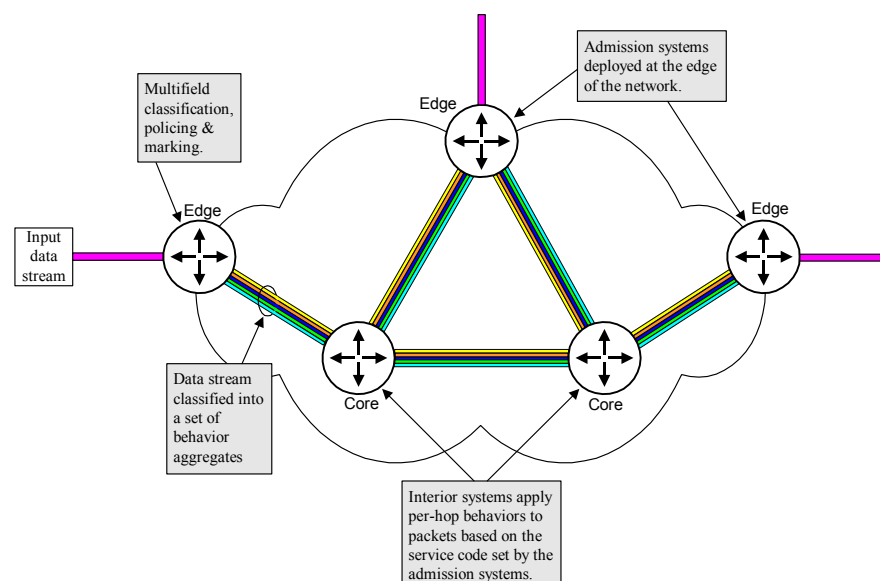 Admission systems
deployed at the edge
of the network.
Multifield
classification,
policing &
marking.
Edge
Edge
Edge
Input
data
stream
Data stream
classified into
a set of
behavior
aggregates
Core
Core
Interior systems apply
per-hop behaviors to
packets based on the
service code set by the
admission systems.